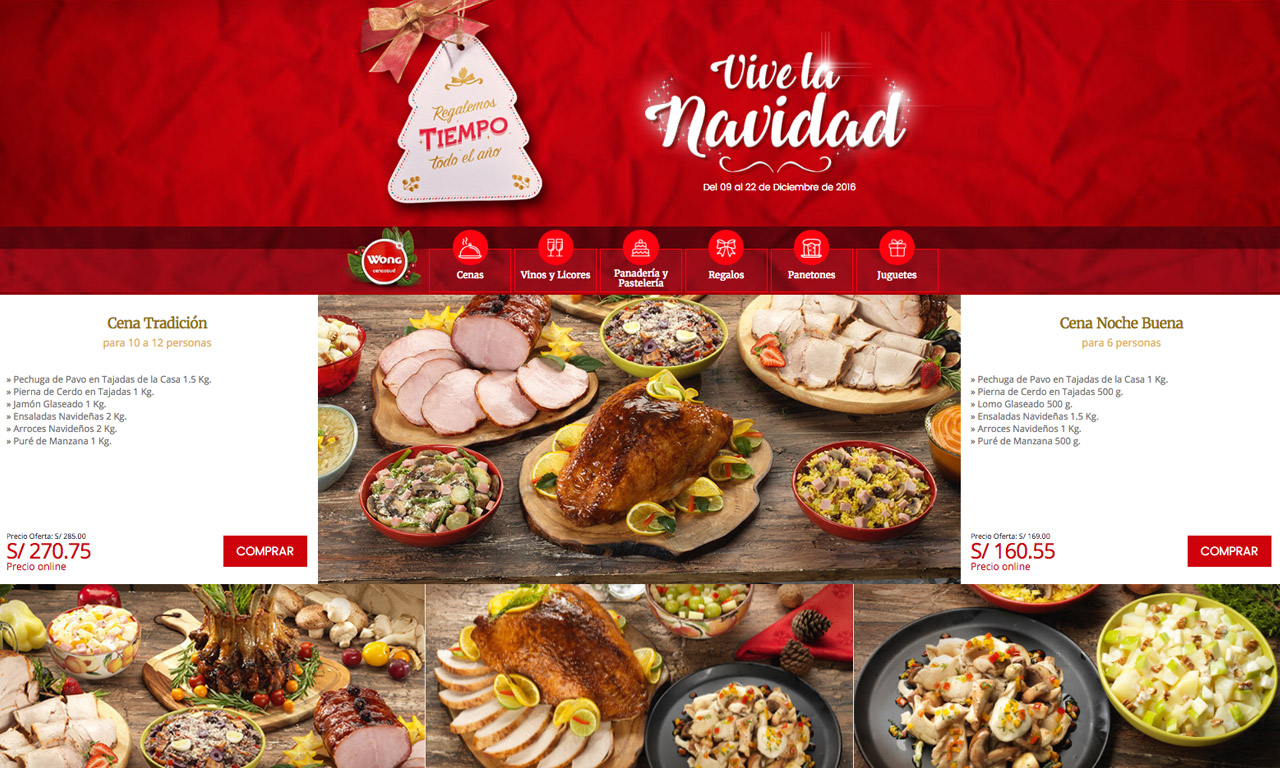 Regalemos
TIEMPO
todo el año
Vive la
Navidad
Del 09 al 22 de Diciembre de 2016
WONG
cencosud
Cenas
Vinos y Licores
Panadería y
Pastelería
Regalos
Panetones
Juguetes
Cena Tradición
para 10 a 12 personas
» Pechuga de Pavo en Tajadas de la Casa 1.5 Kg.
» Pierna de Cerdo en Tajadas 1 Kg.
» Jamón Glaseado 1 Kg.
» Ensaladas Navideñas 2 Kg.
» Arroces Navideños 2 Kg.
» Puré de Manzana 1 Kg.
Precio Oferta: S/ 285.00
S/ 270.75
Precio online
COMPRAR
Cena Noche Buena
para 6 personas
» Pechuga de Pavo en Tajadas de la Casa 1 Kg.
» Pierna de Cerdo en Tajadas 500 g.
» Lomo Glaseado 500 g.
» Ensaladas Navideñas 1.5 Kg.
» Arroces Navideños 1 Kg.
» Puré de Manzana 500 g.
Precio Oferta: S/ 169.00
S/ 160.55
Precio online
COMPRAR